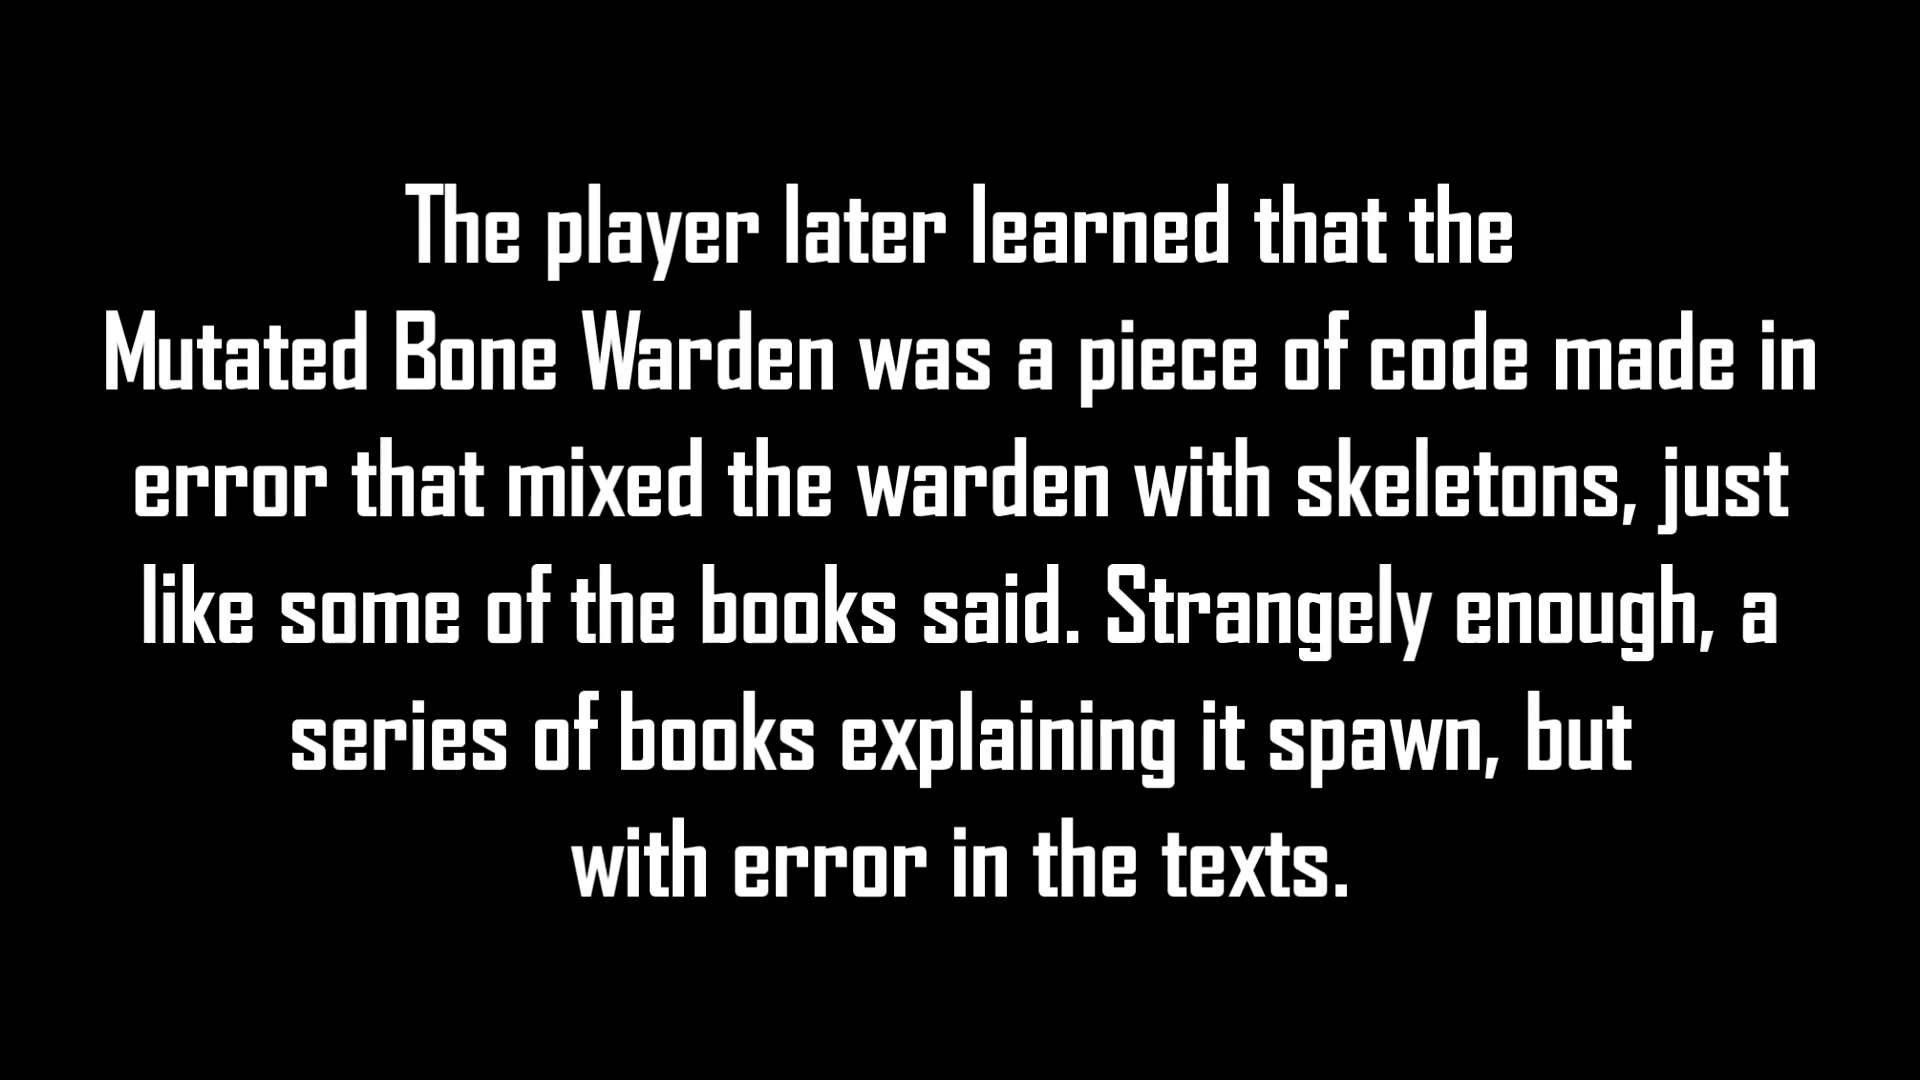 The player later learned that the
Mutated Bone Warden was a piece of code made in
error that mixed the warden with skeletons, just
like some of the books said. Strangely enough, a
series of books explaining it spawn, but
with error in the texts.